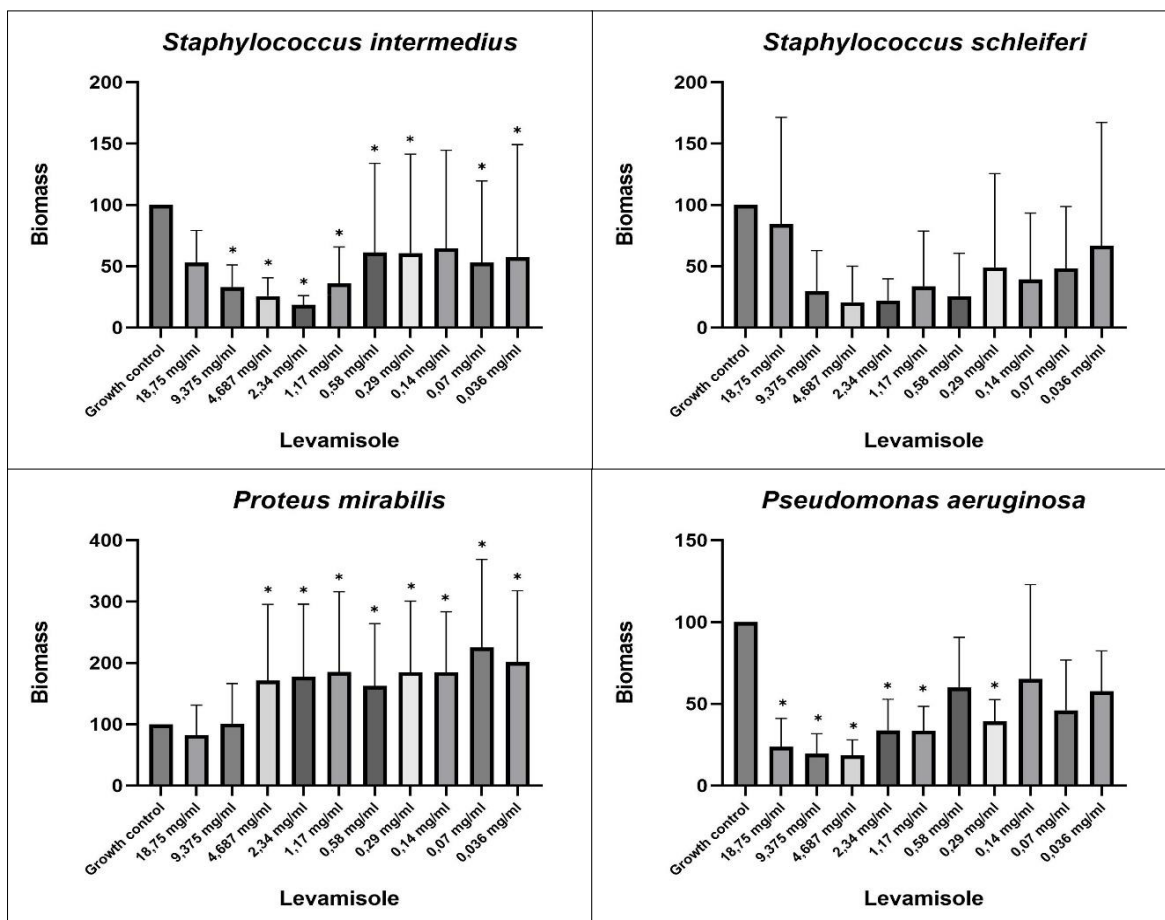 Staphylococcus intermedius
200
150
100
50
0
Biomass
* * * * * * * *
Growth control
18,75 mg/ml
9,375 mg/ml
4,687 mg/ml
2,34 mg/ml
1,17 mg/ml
0,58 mg/ml
0,29 mg/ml
0,14 mg/ml
0,07 mg/ml
0,036 mg/ml
Levamisole
Staphylococcus schleiferi
200
150
100
50
0
Biomass
Growth control
18,75 mg/ml
9,375 mg/ml
4,687 mg/ml
2,34 mg/ml
1,17 mg/ml
0,58 mg/ml
0,29 mg/ml
0,14 mg/ml
0,07 mg/ml
0,036 mg/ml
Levamisole
Proteus mirabilis
400
300
200
100
0
Biomass
* * * * * * * *
Growth control
18,75 mg/ml
9,375 mg/ml
4,687 mg/ml
2,34 mg/ml
1,17 mg/ml
0,58 mg/ml
0,29 mg/ml
0,14 mg/ml
0,07 mg/ml
0,036 mg/ml
Levamisole
Pseudomonas aeruginosa
150
100
50
0
Biomass
* * * * * *
Growth control
18,75 mg/ml
9,375 mg/ml
4,687 mg/ml
2,34 mg/ml
1,17 mg/ml
0,58 mg/ml
0,29 mg/ml
0,14 mg/ml
0,07 mg/ml
0,036 mg/ml
Levamisole